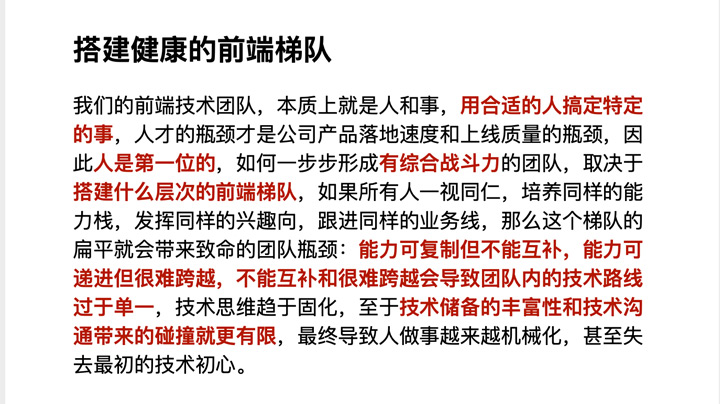 搭建健康的前端梯队
我们的前端技术团队，本质上就是人和事，用合适的人搞定特定
的事，人才的瓶颈才是公司产品落地速度和上线质量的瓶颈，因
此人是第一位的，如何一步步形成有综合战斗力的团队，取决于
搭建什么层次的前端梯队，如果所有人一视同仁，培养同样的能
力栈，发挥同样的兴趣向，跟进同样的业务线，那么这个梯队的
扁平就会带来致命的团队瓶颈：能力可复制但不能互补，能力可
递进但很难跨越，不能互补和很难跨越会导致团队内的技术路线
过于单一，技术思维趋于固化，至于技术储备的丰富性和技术沟
通带来的碰撞就更有限，最终导致人做事越来越机械化，甚至失
去最初的技术初心。